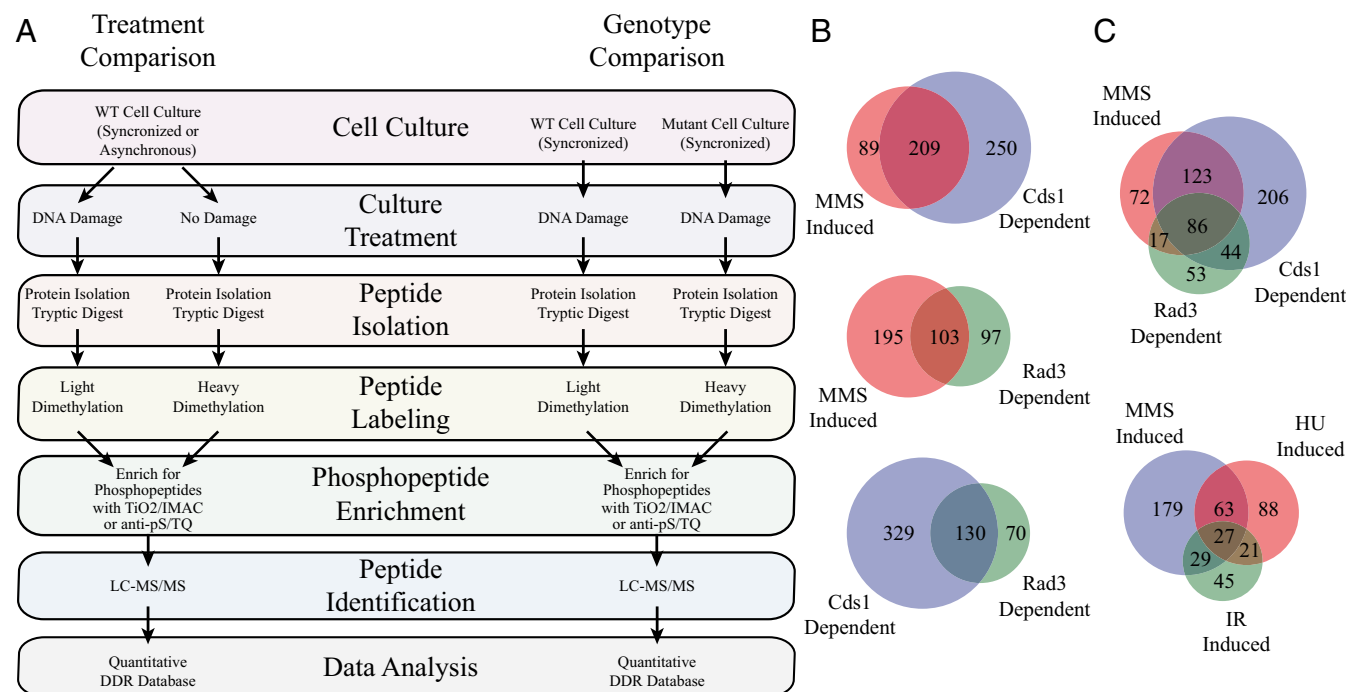 A
Treatment
Comparison
Genotype
Comparison
WT Cell Culture
(Syncronized or
Asynchronous)
Cell Culture
WT Cell Culture
(Syncronized)
Mutant Cell Culture
(Syncronized)
DNA Damage
No Damage
Culture
Treatment
DNA Damage
DNA Damage
Protein Isolation
Tryptic Digest
Protein Isolation
Tryptic Digest
Peptide
Isolation
Protein Isolation
Tryptic Digest
Protein Isolation
Tryptic Digest
Light
Dimethylation
Heavy
Dimethylation
Peptide
Labeling
Light
Dimethylation
Heavy
Dimethylation
Enrich for
Phosphopeptides
with TiO2/IMAC
or anti-pS/TQ
Phosphopeptide
Enrichment
Enrich for
Phosphopeptides
with TiO2/IMAC
or anti-pS/TQ
LC-MS/MS
Peptide
Identification
LC-MS/MS
Quantitative
DDR Database
Data Analysis
Quantitative
DDR Database
B
89
209
250
MMS
Induced
Cds1
Dependent
195
103
97
MMS
Induced
Rad3
Dependent
329
130
70
Cds1
Dependent
Rad3
Dependent
C
MMS
Induced
72
123
206
17
86
44
53
Cds1
Dependent
Rad3
Dependent
MMS
Induced
HU
Induced
179
63
88
27
29
21
45
IR
Induced